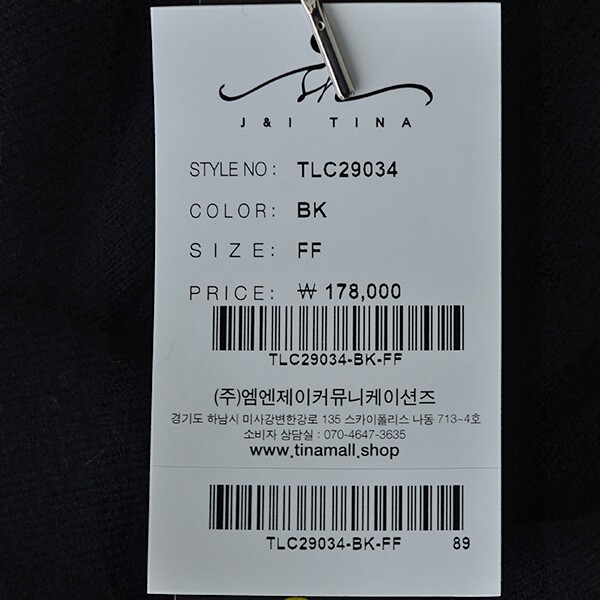 J & I TINA
STYLE NO: TLC29034
COLOR: BK
SIZE: FF
PRICE: ₩ 178,000
TLC29034-BK-FF
(주)엠엔제이커뮤니케이션즈
경기도 하남시 미사강변한강로 135 스카이폴리스 나동 713~4호
소비자 상담실 : 070-4647-3635
www.tinamall.shop
TLC29034-BK-FF 89